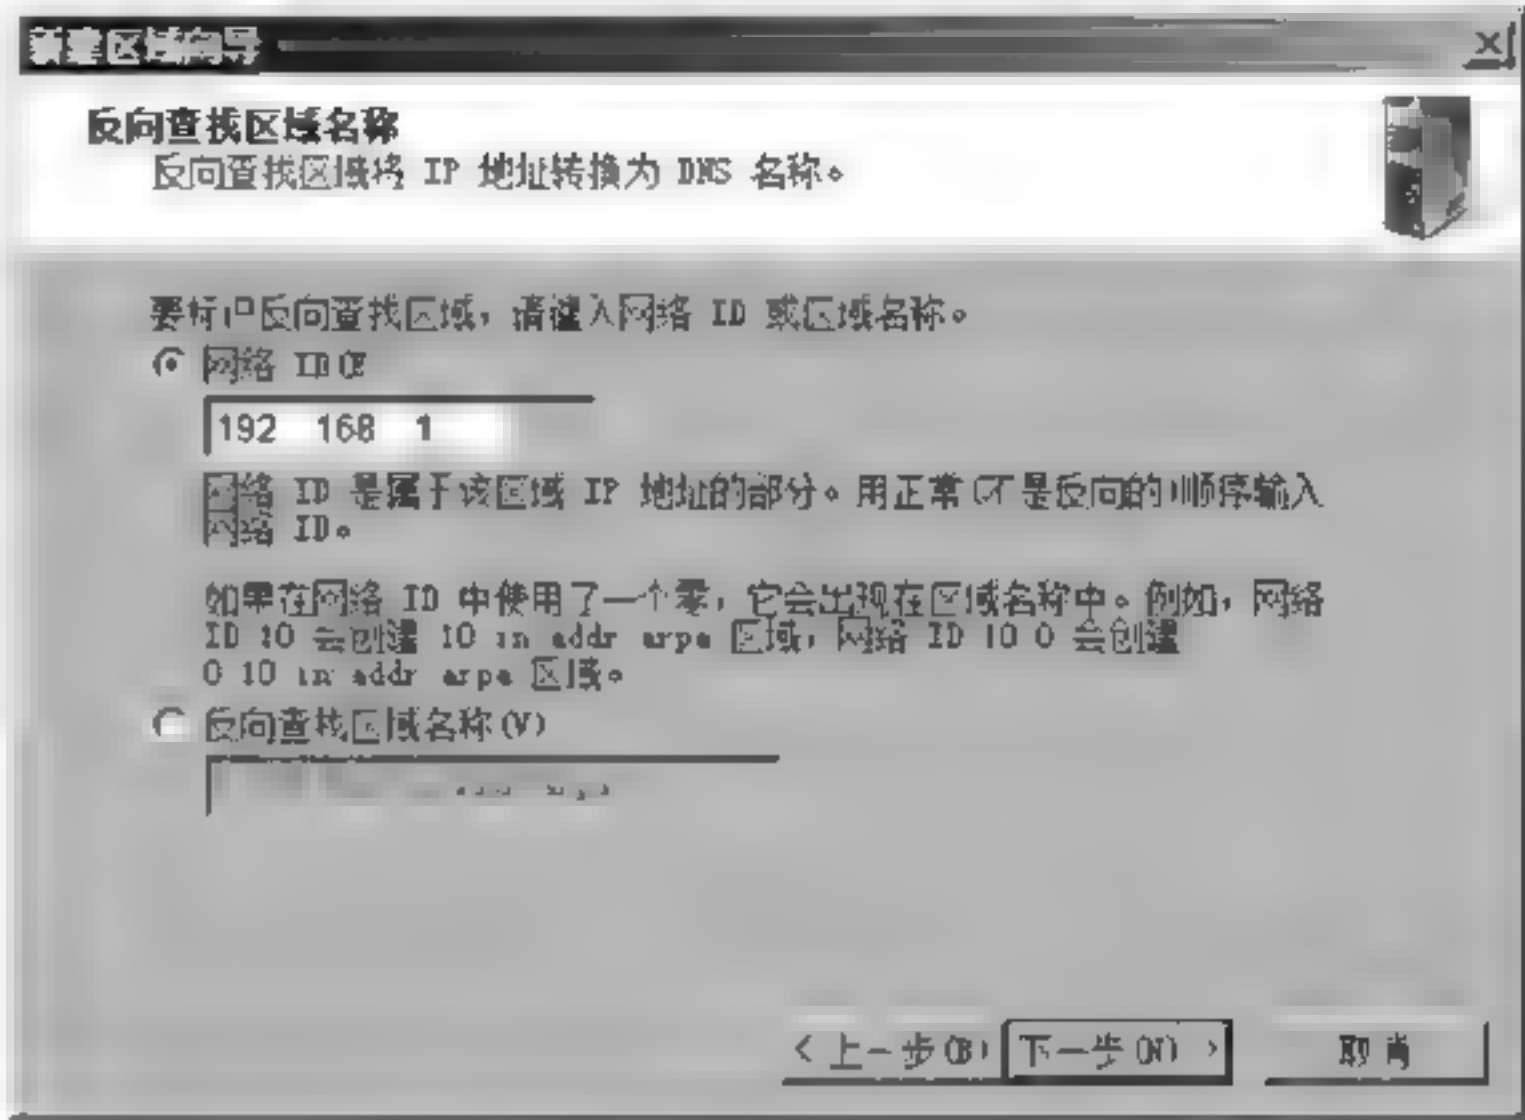 新建区域向导
反向查找区域名称
反向查找区域将 IP 地址转换为 DNS 名称。
要标识反向查找区域，请键入网络 ID 或区域名称。
网络 ID(E
192 168 1
网络 ID 是属于该区域 IP 地址的部分。用正常(不是反向的)顺序输入
网络 ID。
如果在网络 ID 中使用了一个零，它会出现在区域名称中。例如，网络
ID 10 会创建 10 in addr arpa 区域，网络 ID 10 0 会创建
0 10 in addr arpa 区域。
反向查找区域名称(V)
< 上一步(B) 下一步(N) > 取消